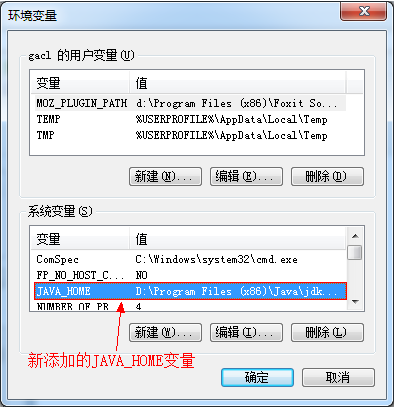 环境变量
gacl 的用户变量(U)
变量 值
MOZ_PLUGIN_PATH d:\Program Files (x86)\Foxit So...
TEMP %USERPROFILE%\AppData\Local\Temp
TMP %USERPROFILE%\AppData\Local\Temp
新建(N)... 编辑(E)... 删除(D)
系统变量(S)
变量 值
ComSpec C:\Windows\system32\cmd.exe
FP_NO_HOST_C... NO
JAVA_HOME D:\Program Files (x86)\Java\jdk...
NUMBER_OF_PR... 4
新建(W)... 编辑(I)... 删除(L)
新添加的JAVA_HOME变量
确定 取消